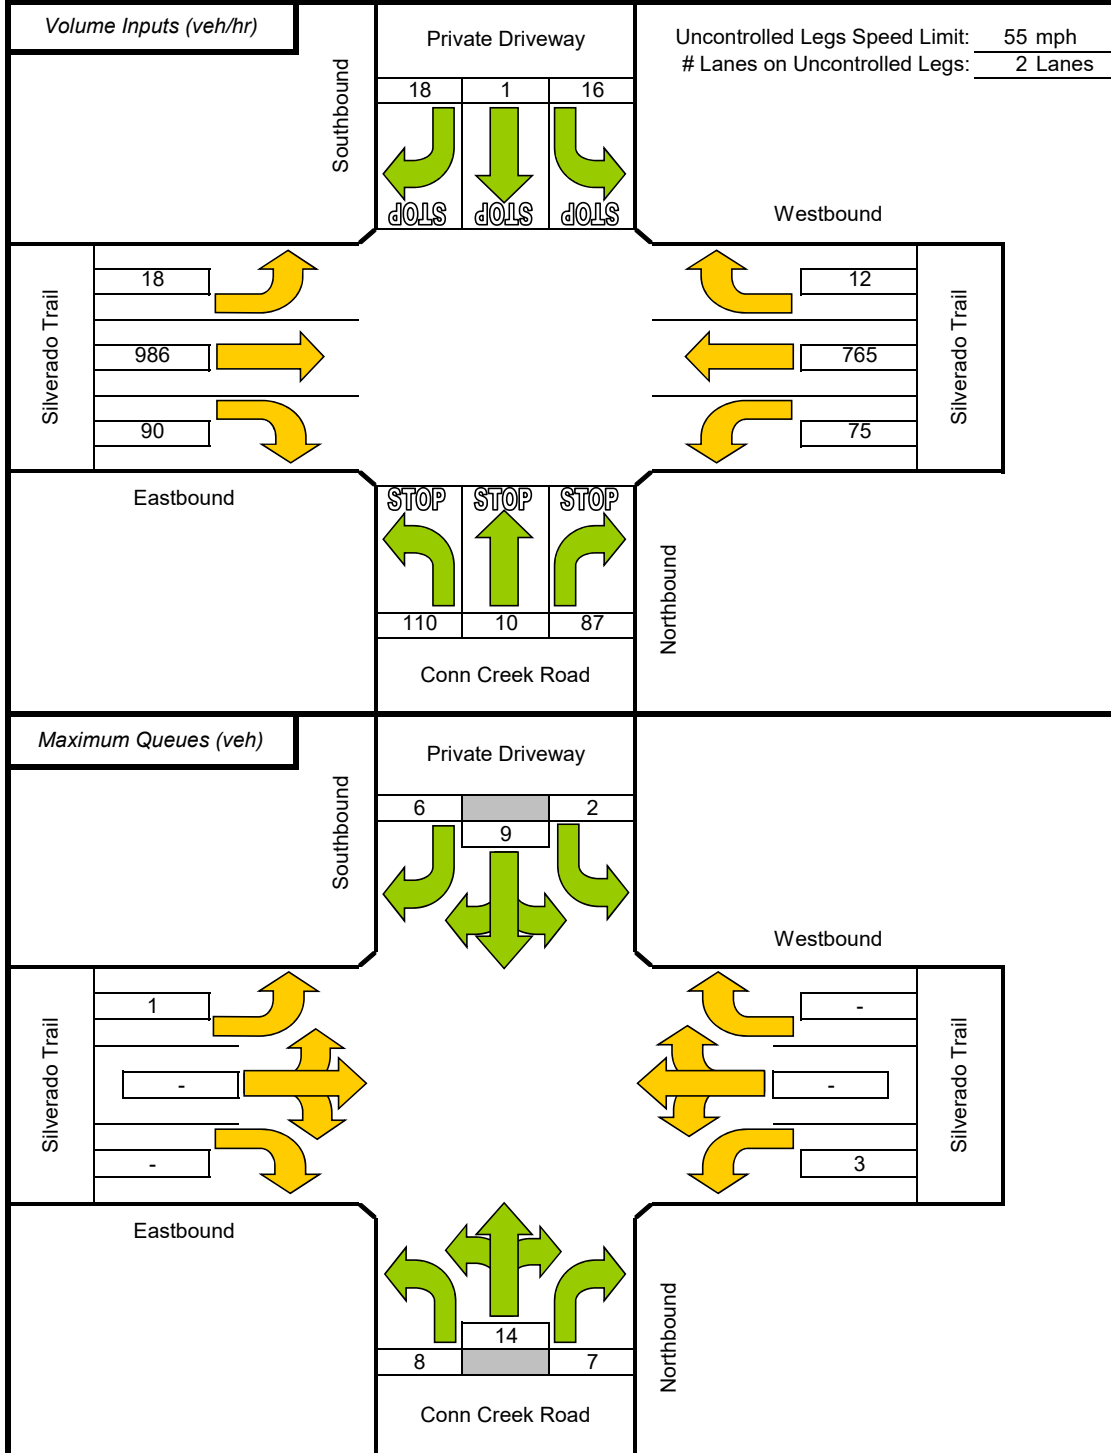 Volume Inputs (veh/hr)
Private Driveway
Uncontrolled Legs Speed Limit: 55 mph
# Lanes on Uncontrolled Legs: 2 Lanes
Southbound
18 1 16
STOP STOP STOP
Westbound
Silverado Trail
18
986
90
12
765
75
Silverado Trail
Eastbound
STOP STOP STOP
110 10 87
Northbound
Conn Creek Road
Maximum Queues (veh)
Private Driveway
Southbound
6 2
9
Westbound
Silverado Trail
1
-
-
-
-
3
Silverado Trail
Eastbound
14
8 7
Northbound
Conn Creek Road